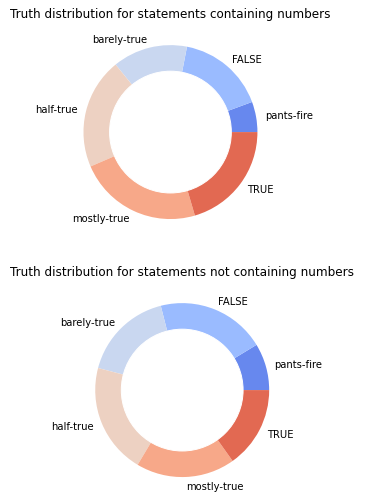 Truth distribution for statements containing numbers
barely-true
FALSE
half-true
pants-fire
TRUE
mostly-true
Truth distribution for statements not containing numbers
FALSE
barely-true
pants-fire
half-true
TRUE
mostly-true